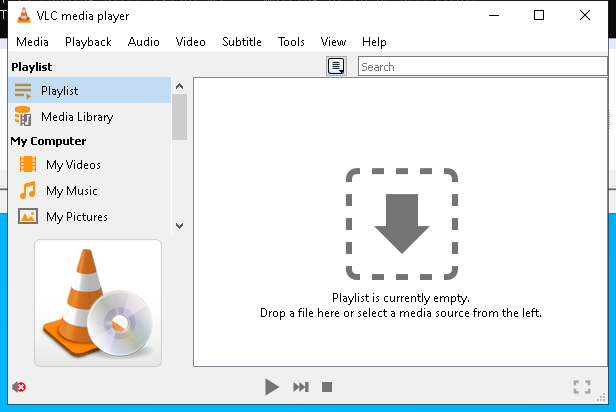 VLC media player
Media Playback Audio Video Subtitle Tools View Help
Playlist
Search
Playlist
Media Library
My Computer
My Videos
My Music
My Pictures
Playlist is currently empty.
Drop a file here or select a media source from the left.